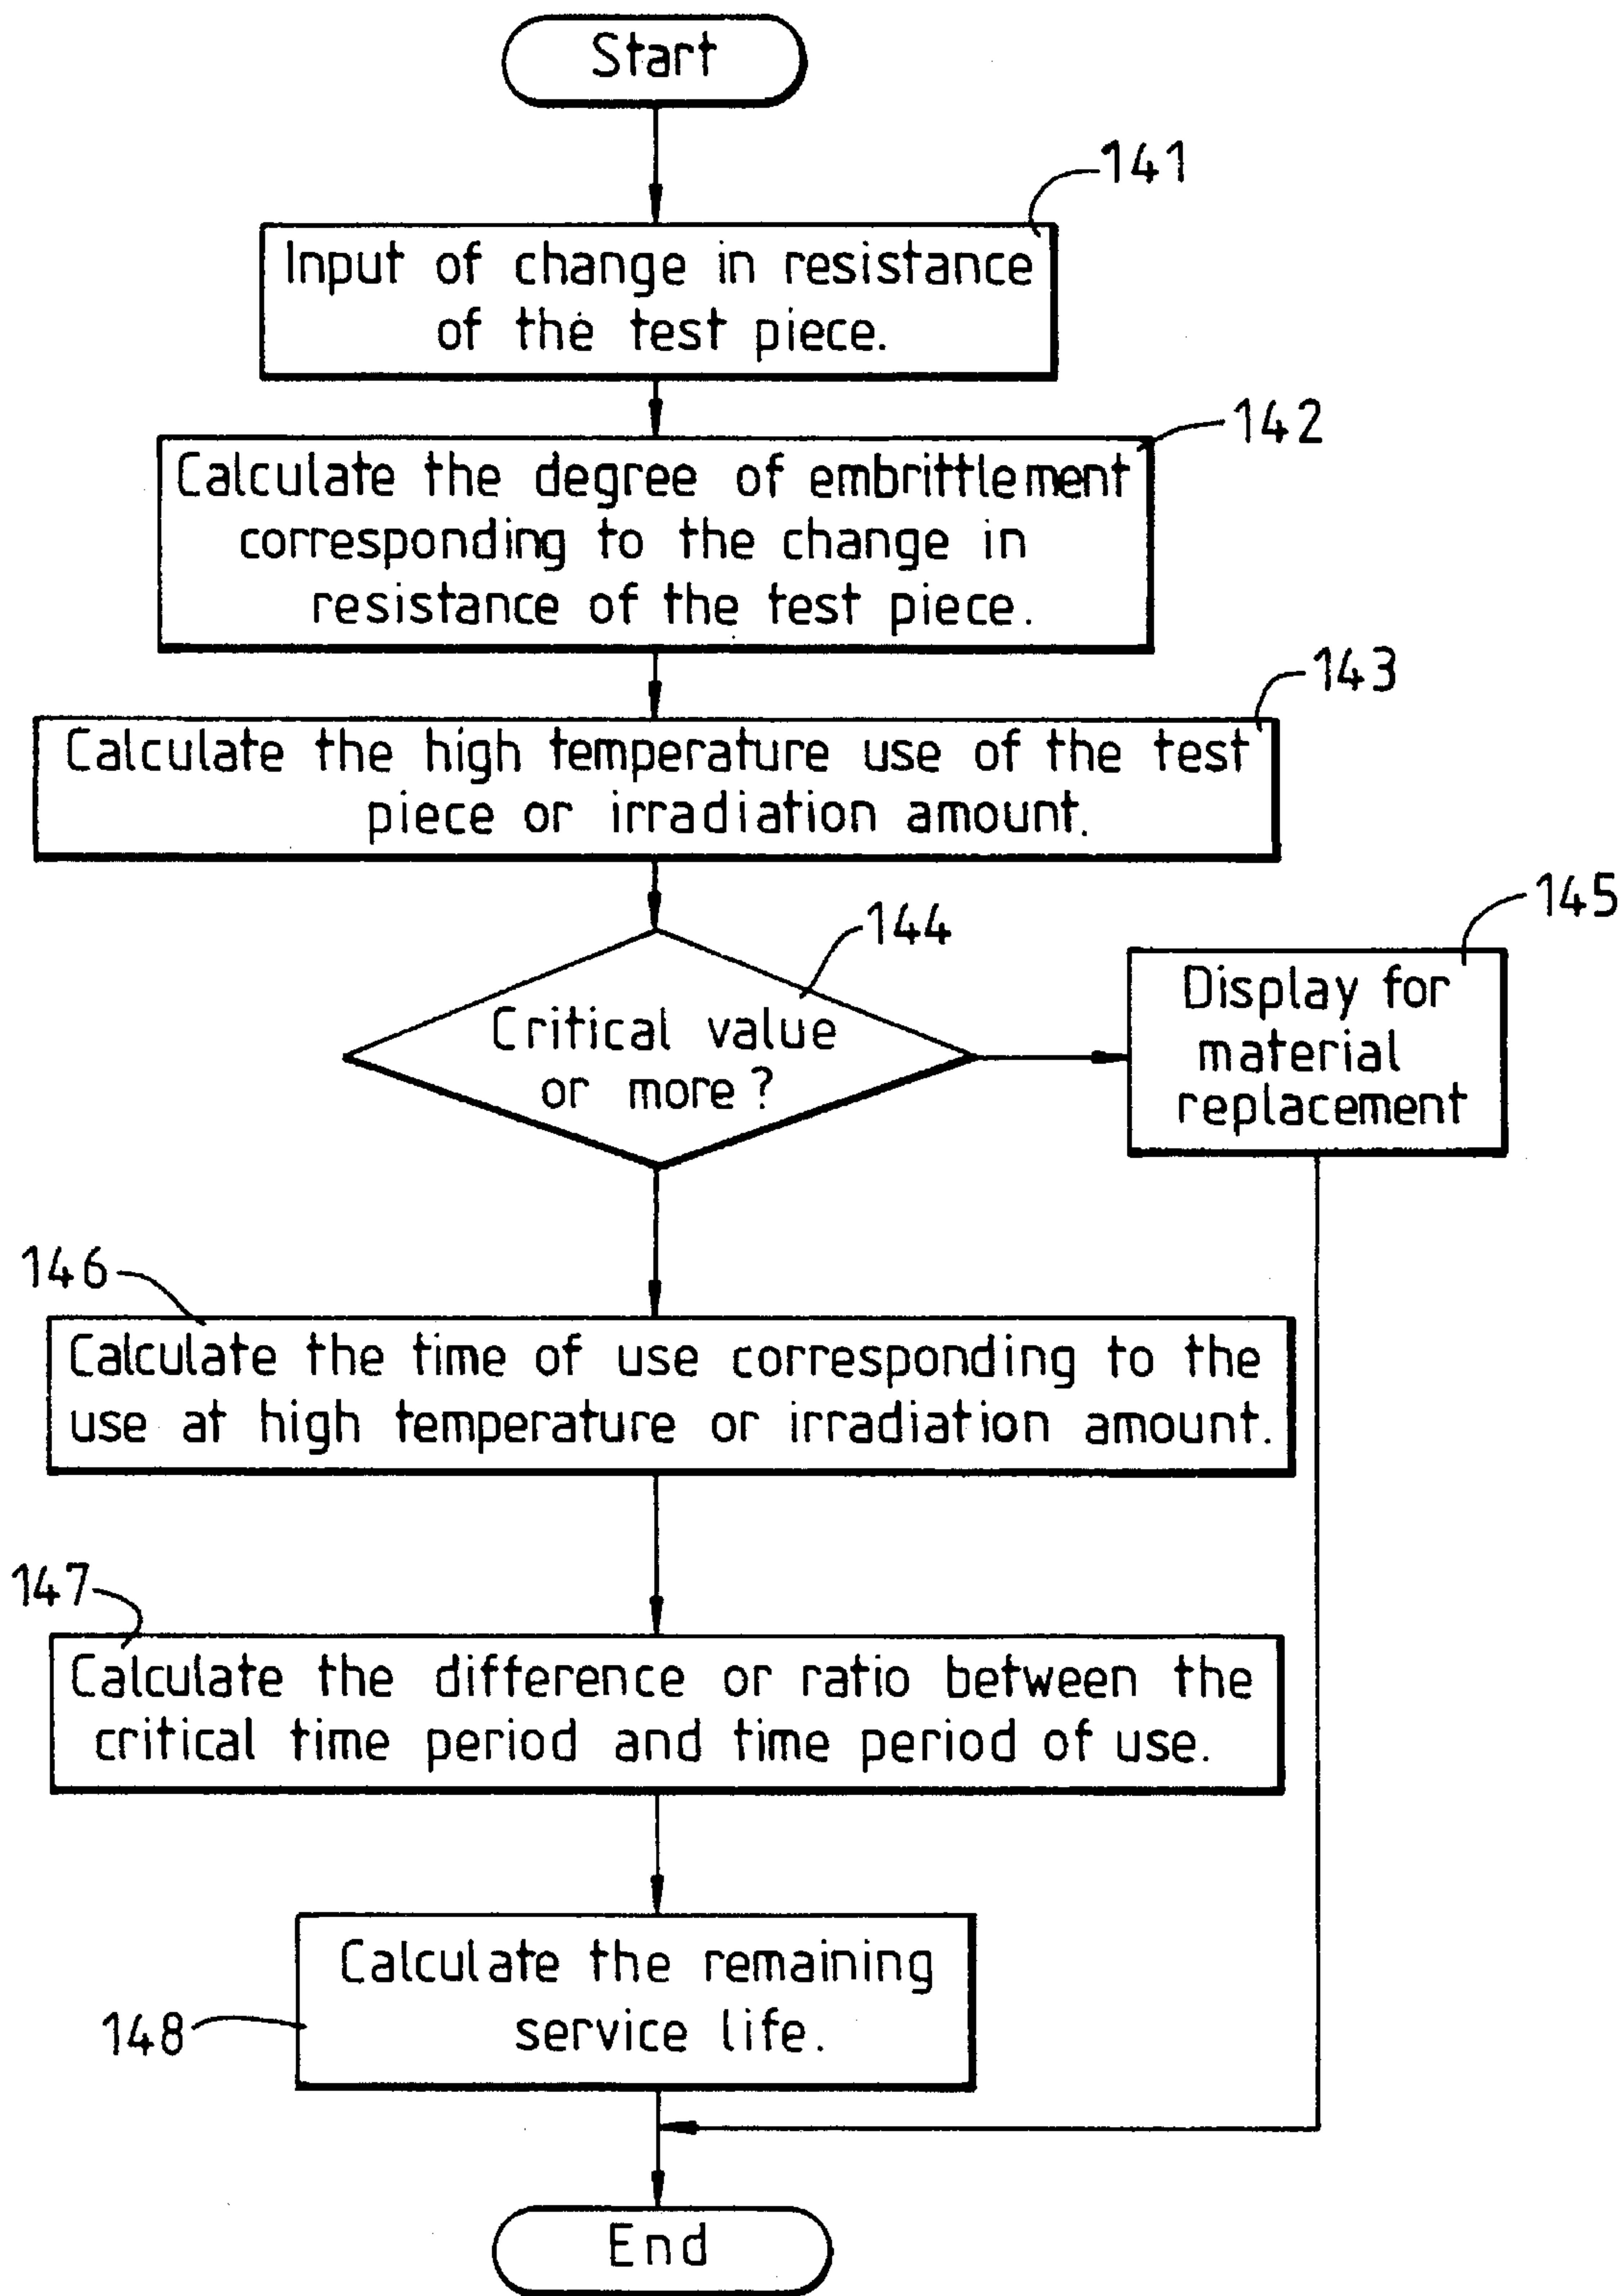 Start
141
Input of change in resistance
of the test piece.
142
Calculate the degree of embrittlement
corresponding to the change in
resistance of the test piece.
143
Calculate the high temperature use of the test
piece or irradiation amount.
144
Critical value
or more?
145
Display for
material
replacement
146
Calculate the time of use corresponding to the
use at high temperature or irradiation amount.
147
Calculate the difference or ratio between the
critical time period and time period of use.
148
Calculate the remaining
service life.
End